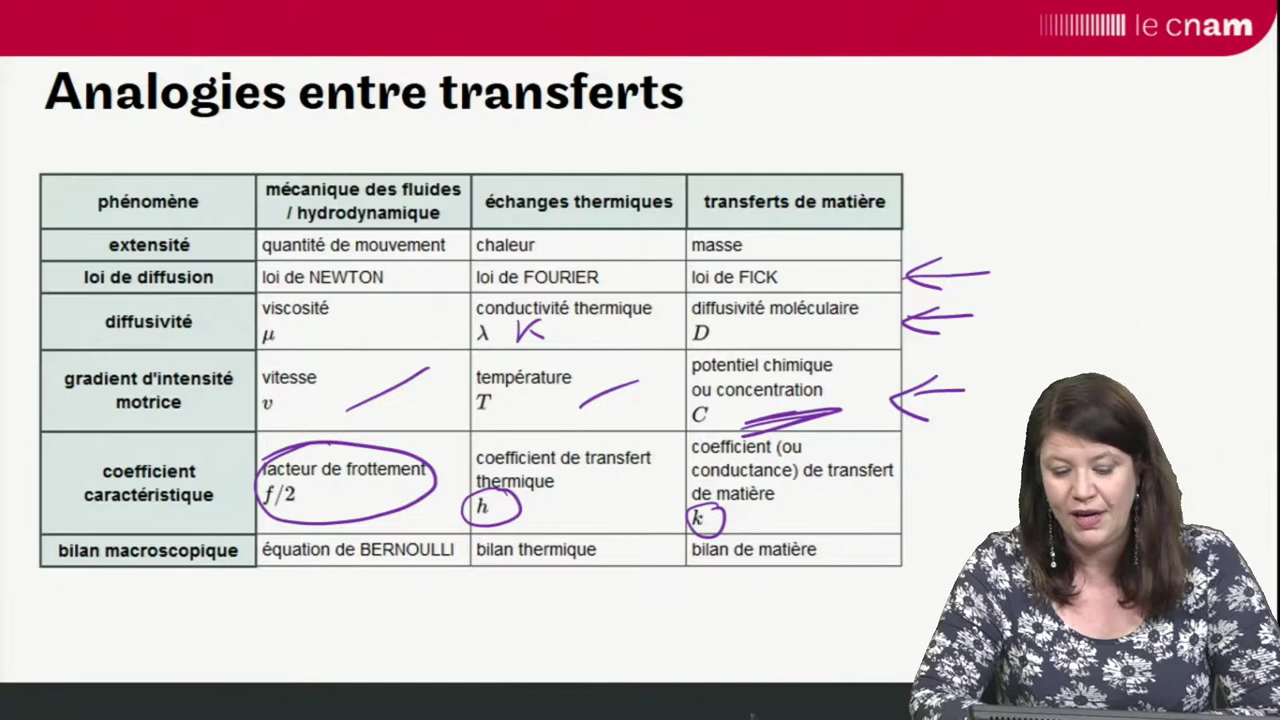 le cnam
Analogies entre transferts
phénomène
mécanique des fluides
/ hydrodynamique
échanges thermiques
transferts de matière
extensité
quantité de mouvement
chaleur
masse
loi de diffusion
loi de NEWTON
loi de FOURIER
loi de FICK
diffusivité
viscosité
μ
conductivité thermique
λ K
diffusivité moléculaire
D
gradient d'intensité
motrice
vitesse
v
température
T
potentiel chimique
ou concentration
C
coefficient
caractéristique
facteur de frottement
f/2
coefficient de transfert
thermique
h
coefficient (ou
conductance) de transfert
de matière
k
bilan macroscopique
équation de BERNOULLI
bilan thermique
bilan de matière